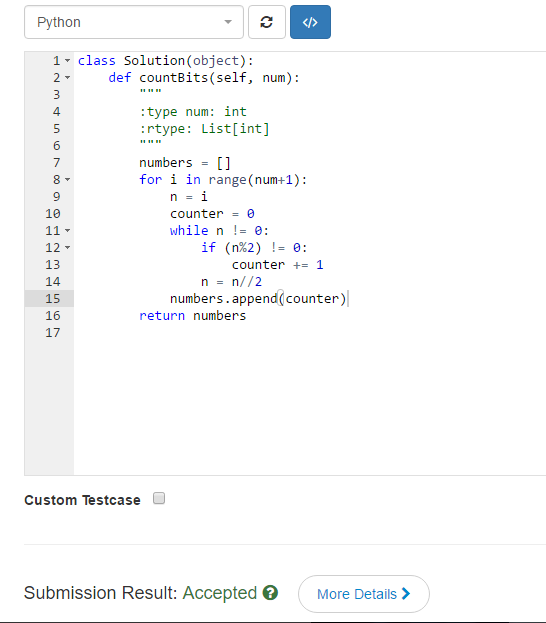 Python
</>
1 class Solution(object):
2     def countBits(self, num):
3         """
4         :type num: int
5         :rtype: List[int]
6         """
7         numbers = []
8         for i in range(num+1):
9             n = i
10             counter = 0
11             while n != 0:
12                 if (n%2) != 0:
13                     counter += 1
14                 n = n//2
15             numbers.append(counter)
16         return numbers
17
Custom Testcase
Submission Result: Accepted ?
More Details